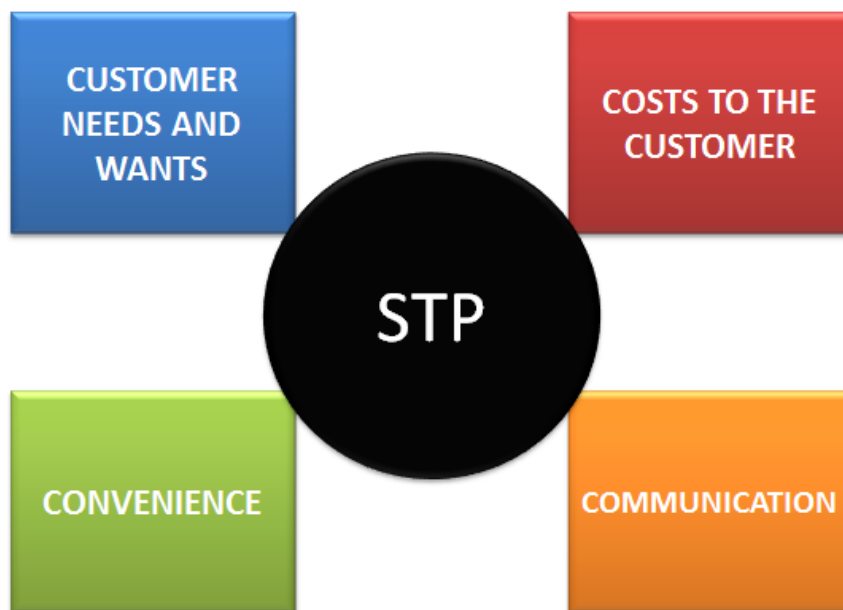 CUSTOMER
NEEDS AND
WANTS
COSTS TO THE
CUSTOMER
STP
CONVENIENCE
COMMUNICATION